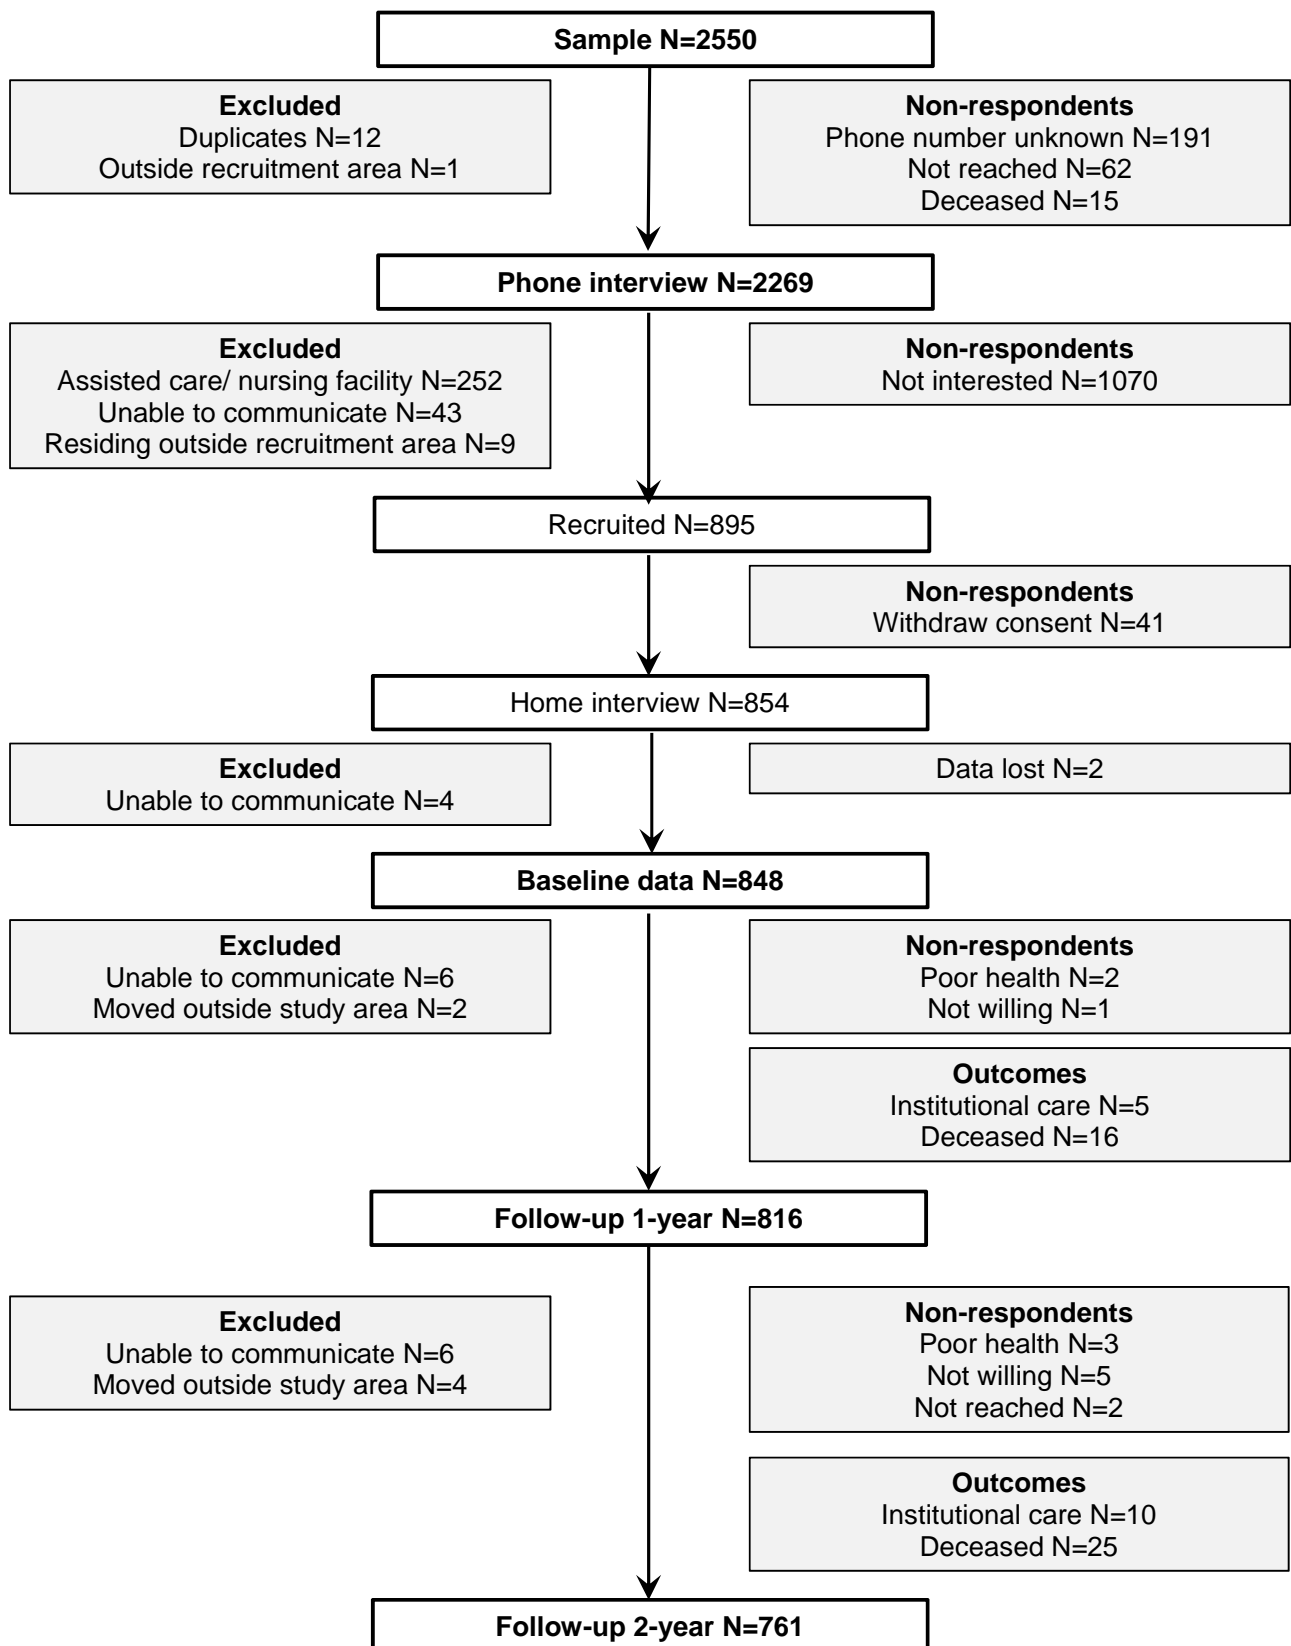 Sample N=2550
Excluded
Duplicates N=12
Outside recruitment area N=1
Non-respondents
Phone number unknown N=191
Not reached N=62
Deceased N=15
Phone interview N=2269
Excluded
Assisted care/ nursing facility N=252
Unable to communicate N=43
Residing outside recruitment area N=9
Non-respondents
Not interested N=1070
Recruited N=895
Non-respondents
Withdraw consent N=41
Home interview N=854
Excluded
Unable to communicate N=4
Data lost N=2
Baseline data N=848
Excluded
Unable to communicate N=6
Moved outside study area N=2
Non-respondents
Poor health N=2
Not willing N=1
Outcomes
Institutional care N=5
Deceased N=16
Follow-up 1-year N=816
Excluded
Unable to communicate N=6
Moved outside study area N=4
Non-respondents
Poor health N=3
Not willing N=5
Not reached N=2
Outcomes
Institutional care N=10
Deceased N=25
Follow-up 2-year N=761